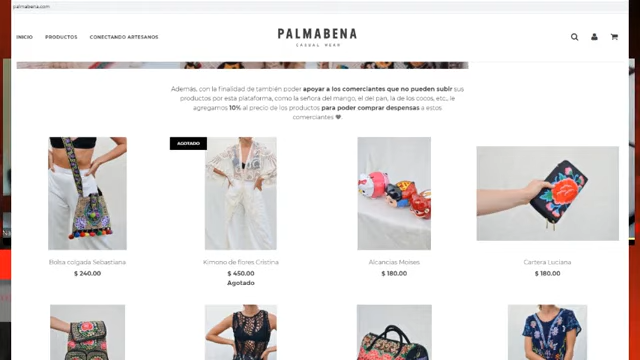 palmabena.com
PALMABENA
CASUAL WEAR
INICIO PRODUCTOS CONECTANDO ARTESANOS
Además, con la finalidad de también poder apoyar a los comerciantes que no pueden subir sus
productos por esta plataforma, como la señora del mango, el del pan, la de los cocos, etc., le
agregamos 10% al precio de los productos para poder comprar despensas a estos
comerciantes
AGOTADO
Bolsa colgada Sebastiana
$ 240.00
Kimono de flores Cristina
$ 450.00
Agotado
Alcancías Moises
$ 180.00
Cartera Luciana
$ 180.00